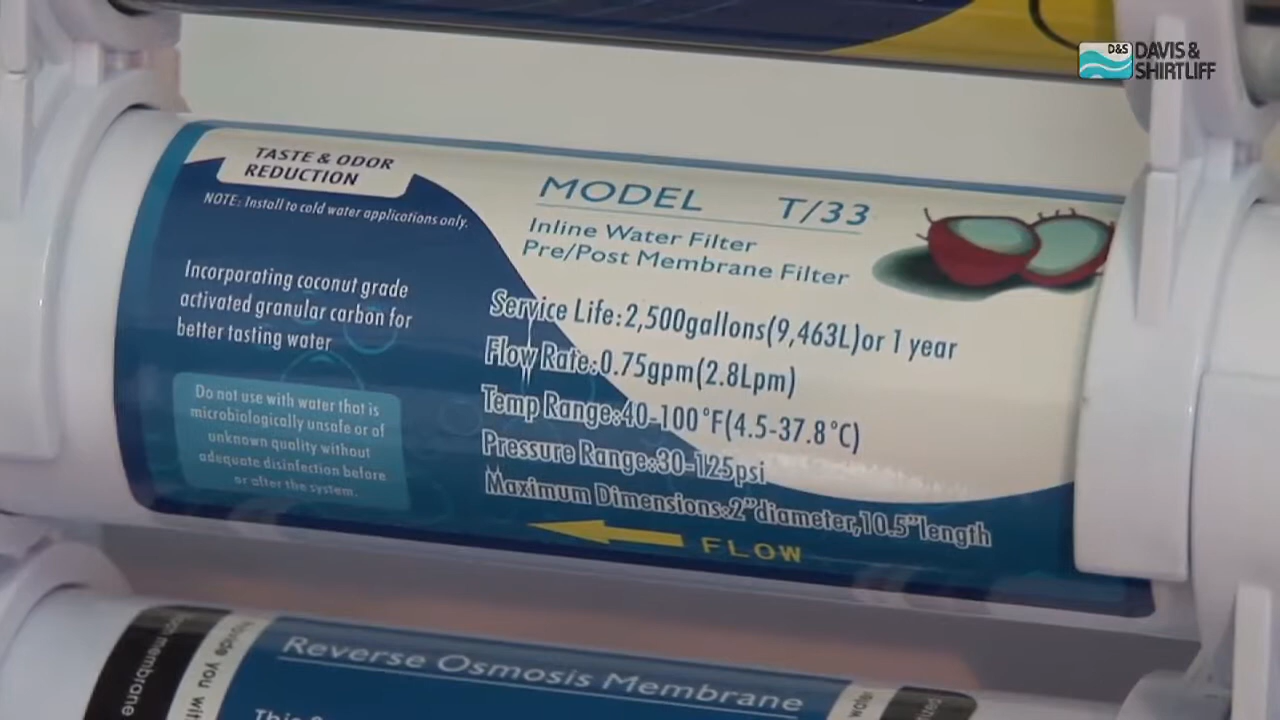 D&S
DAVIS &
SHIRTLIFF
TASTE & ODOR
REDUCTION
NOTE: Install to cold water applications only.
MODEL T/33
Inline Water Filter
Pre/Post Membrane Filter
Incorporating coconut grade
activated granular carbon for
better tasting water
Do not use with water that is
microbiologically unsafe or of
unknown quality without
adequate disinfection before
or after the system.
Service Life:2,500gallons(9,463L)or 1 year
Flow Rate:0.75gpm(2.8Lpm)
Temp Range:40-100°F(4.5-37.8°C)
Pressure Range:30-125psi
Maximum Dimensions:2”diameter,10.5”length
FLOW
membrane
you
Reverse Osmosis Membrane
This